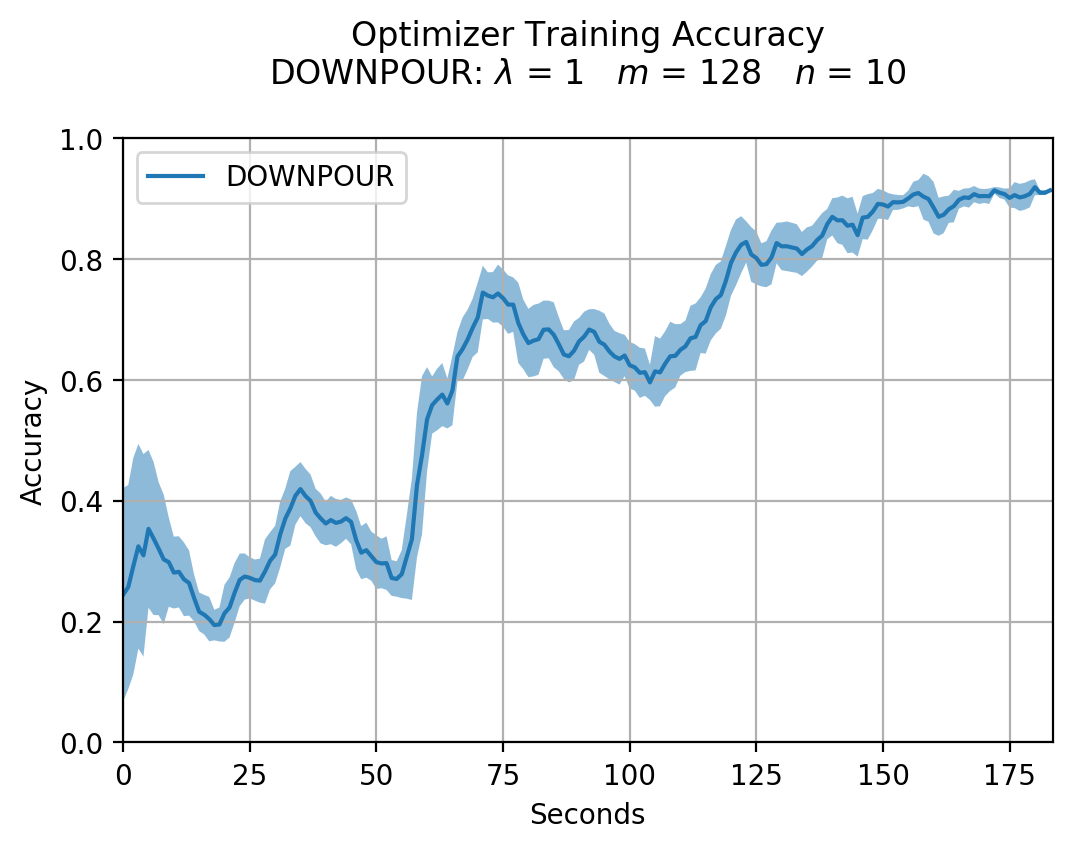 Optimizer Training Accuracy
DOWNPOUR: λ = 1 m = 128 n = 10
1.0
DOWNPOUR
0.8
0.6
0.4
0.2
0.0
Accuracy
0 25 50 75 100 125 150 175
Seconds